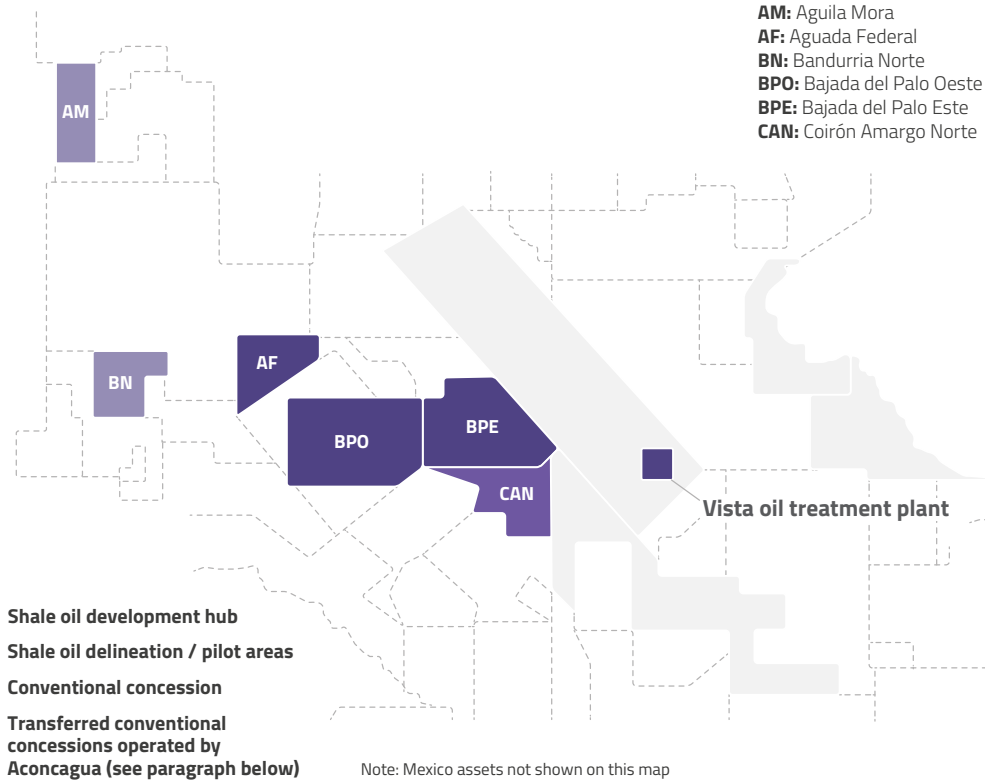 AM: Aguila Mora
AF: Aguada Federal
BN: Bandurria Norte
BPO: Bajada del Palo Oeste
BPE: Bajada del Palo Este
CAN: Coirón Amargo Norte
AM
AF
BN
BPO
BPE
CAN
Vista oil treatment plant
Shale oil development hub
Shale oil delineation / pilot areas
Conventional concession
Transferred conventional
concessions operated by
Aconcagua (see paragraph below)
Note: Mexico assets not shown on this map